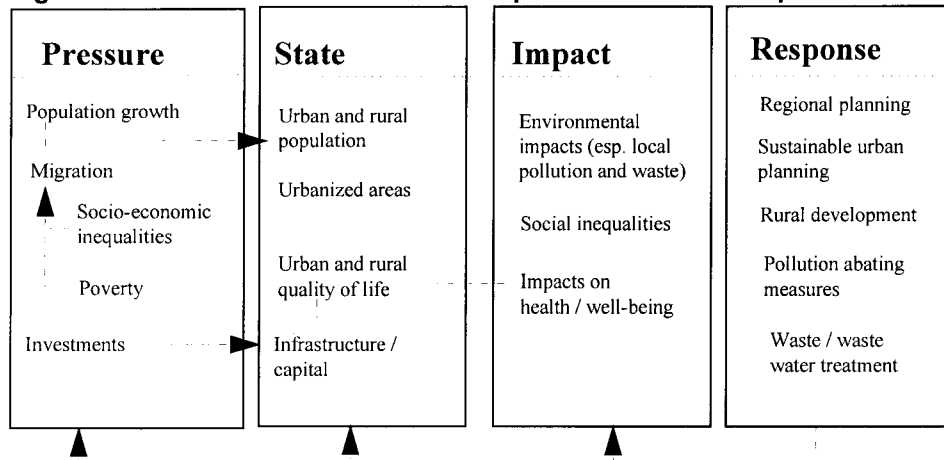 Pressure
Population growth
Migration
Socio-economic
inequalities
Poverty
Investments
State
Urban and rural
population
Urbanized areas
Urban and rural
quality of life
Infrastructure /
capital
Impact
Environmental
impacts (esp. local
pollution and waste)
Social inequalities
Impacts on
health / well-being
Response
Regional planning
Sustainable urban
planning
Rural development
Pollution abating
measures
Waste / waste
water treatment